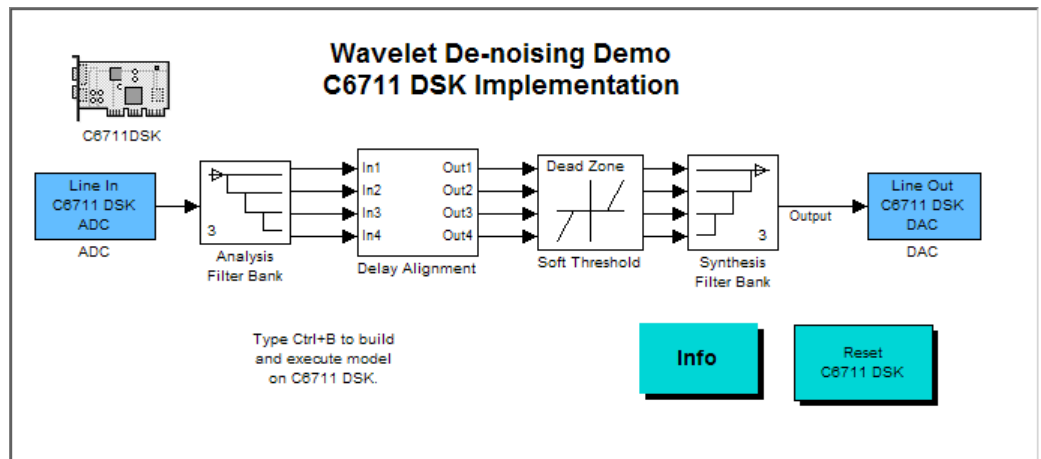 Wavelet De-noising Demo
C6711 DSK Implementation
C6711DSK
Line In
C6711 DSK
ADC
ADC
3
Analysis
Filter Bank
In1
In2
In3
In4
Out1
Out2
Out3
Out4
Delay Alignment
Dead Zone
Soft Threshold
3
Synthesis
Filter Bank
Output
Line Out
C6711 DSK
DAC
DAC
Type Ctrl+B to build
and execute model
on C6711 DSK.
Info
Reset
C6711 DSK